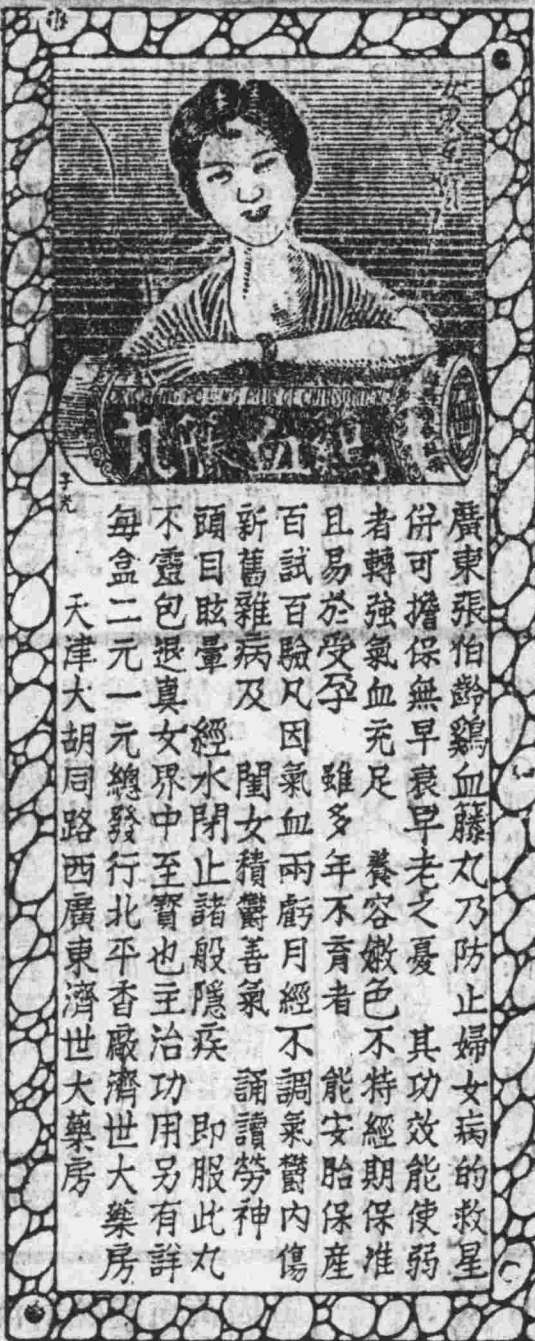 丸籐血鷄
子光
廣東張伯齡鷄血籐丸乃防止婦女病的救星
併可擔保無早衰早老之憂 其功效能使弱
者轉強氣血充足 養容嫩色不特經期保准
且易於受孕 雖多年不育者 能安胎保産
百試百驗凡因氣血兩虧月經不調氣欝內傷
新舊雜病及 閨女積欝善氣 誦讀勞神
頭目眩暈 經水閉止諸般隱疾 即服此丸
不靈包退真女界中至寶也主治功用另有詳
每盒二元一元總發行北平香廠濟世大藥房
天津大胡同路西廣東濟世大藥房